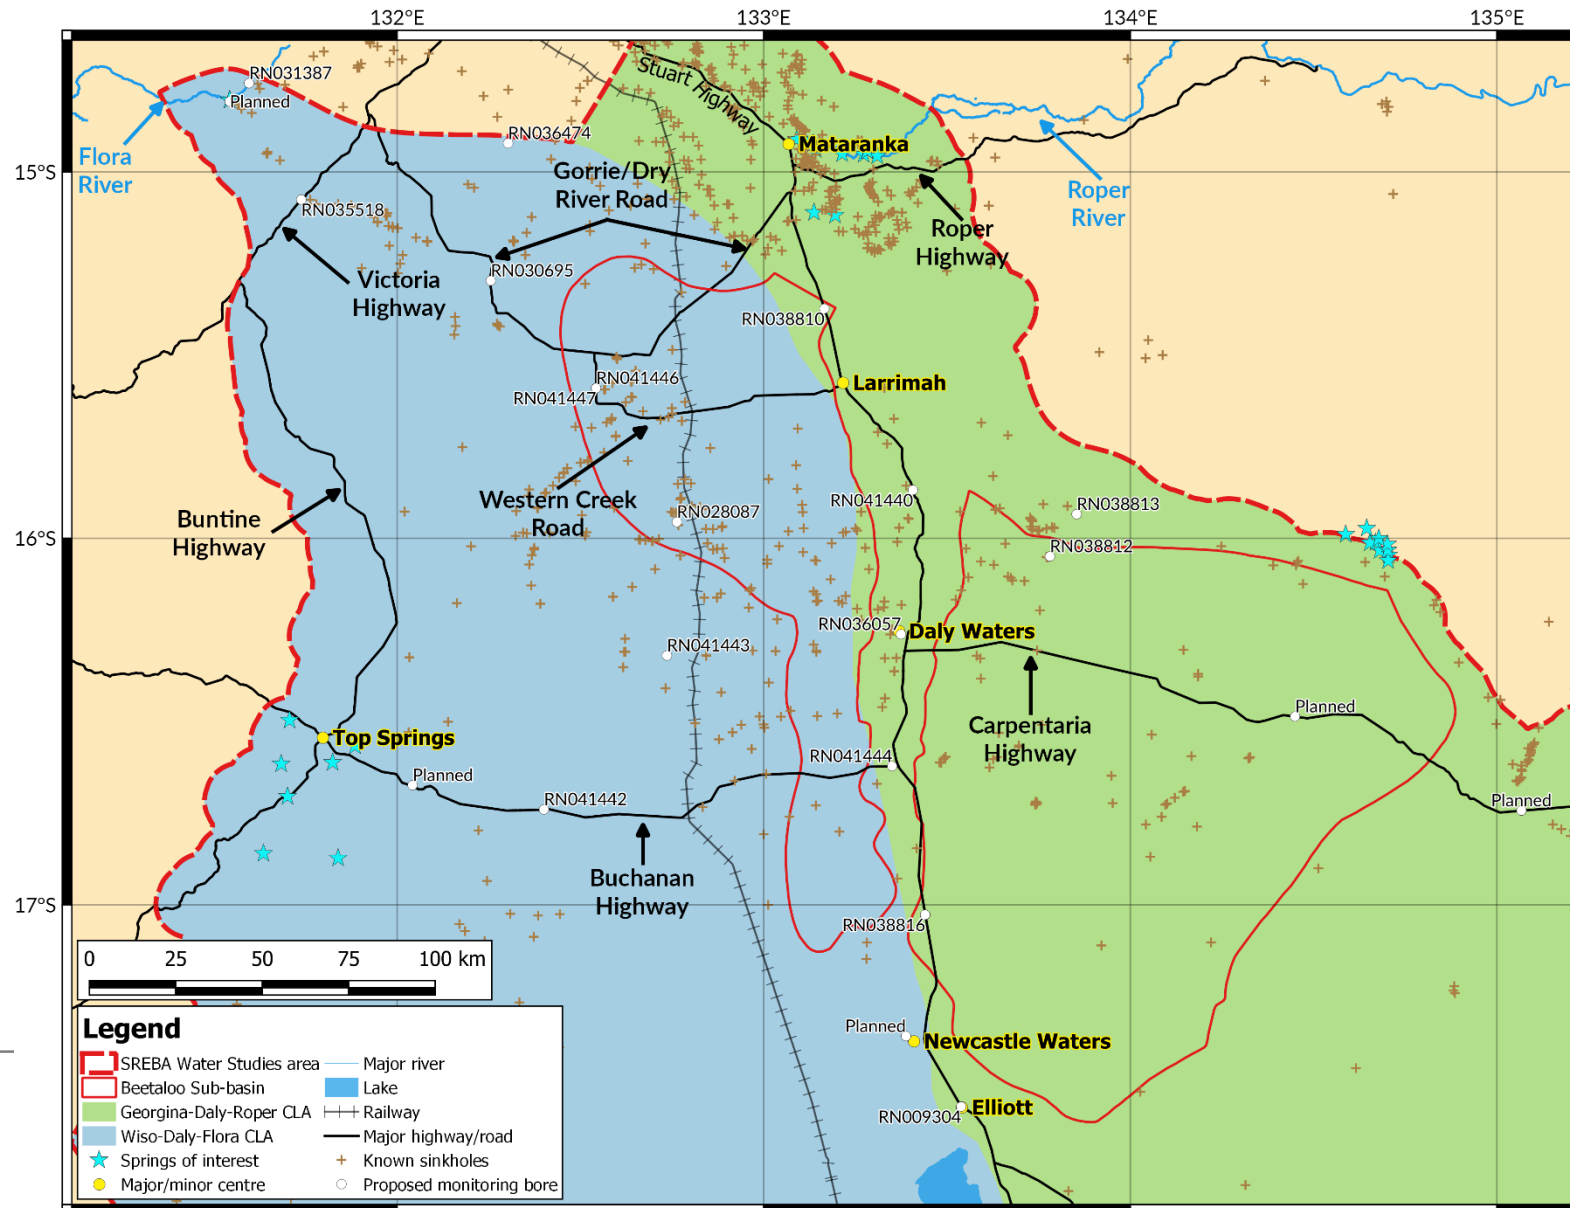 132°E
133°E
134°E
135°E
15°S
16°S
17°S
RN031387
Planned
Flora
River
Stuart Highway
RN036474
Mataranka
Gorrie/Dry
River Road
Roper
River
Roper
Highway
RN035518
Victoria
Highway
RN030695
RN038810
RN041446
RN041447
Larrimah
Western Creek
Road
RN041440
RN028087
RN038813
RN038812
Buntine
Highway
RN036057
Daly Waters
RN041443
Carpentaria
Highway
Planned
Top Springs
Planned
RN041444
RN041442
Planned
Buchanan
Highway
RN038816
Planned
Newcastle Waters
RN009304
Elliott
0 25 50 75 100 km
Legend
SREBA Water Studies area
Beetaloo Sub-basin
Georgina-Daly-Roper CLA
Wiso-Daly-Flora CLA
Springs of interest
Major/minor centre
Major river
Lake
Railway
Major highway/road
Known sinkholes
Proposed monitoring bore